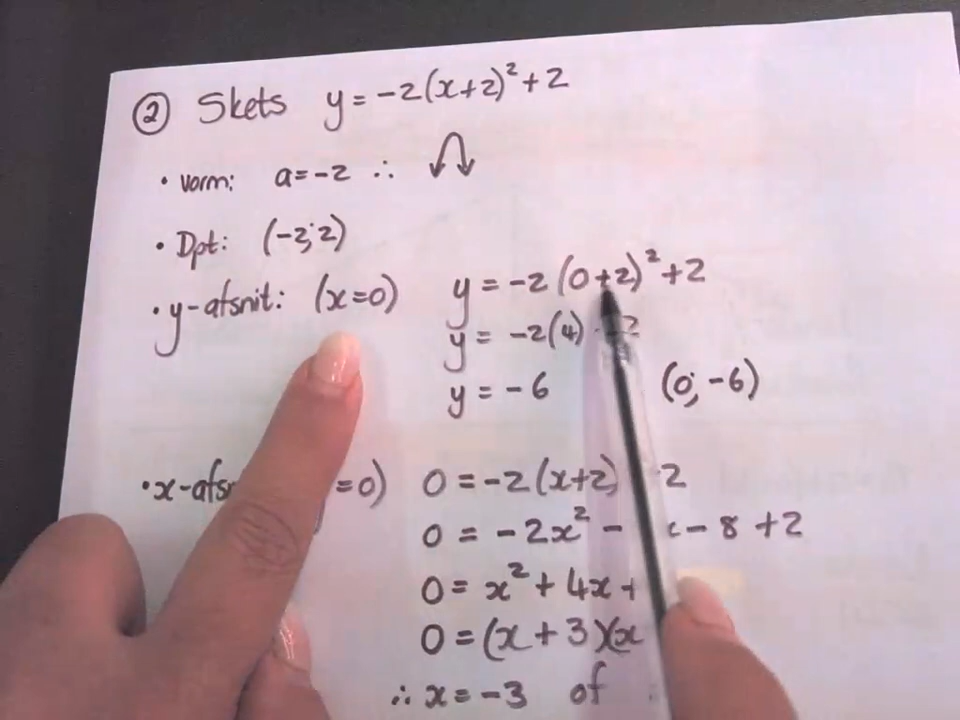 ② Skets y = -2(x+2)² + 2
• vorm: a = -2 ∴
• Dpt: (-2; 2)
• y-afsnit: (x=0) y = -2(0+2)² + 2
y = -2(4) 2
y = -6 (0; -6)
• x-afs =0) 0 = -2(x+2) 2
0 = -2x² - x - 8 + 2
0 = x² + 4x +
0 = (x + 3)(x
∴ x = -3 of